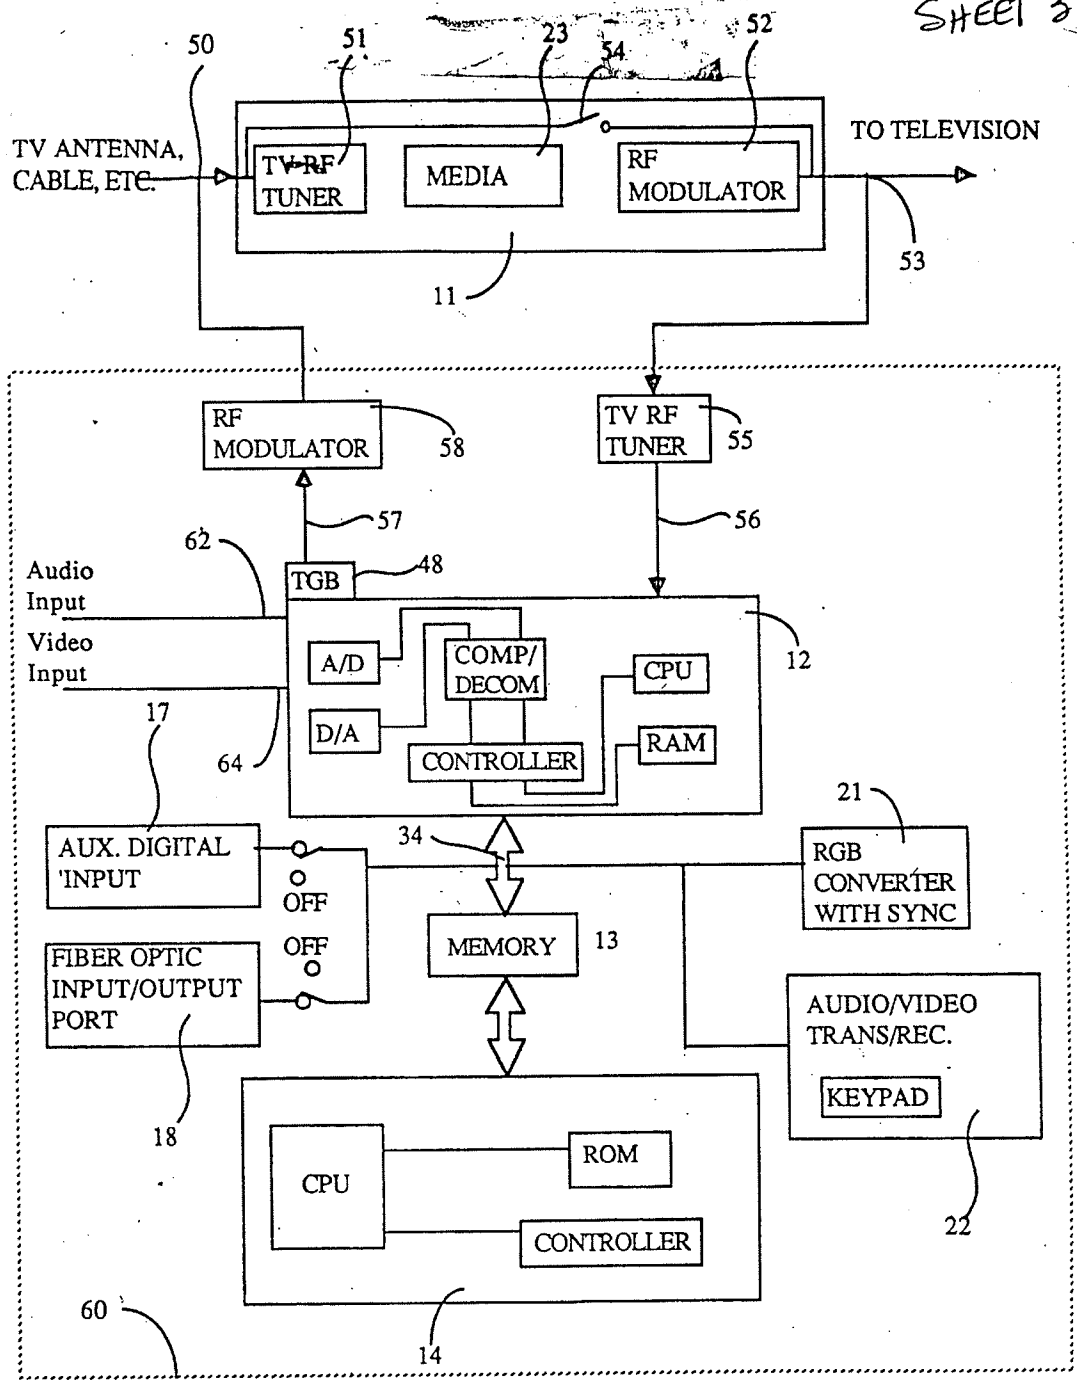 SHEET 2
50
51
23
54
52
TV ANTENNA,
CABLE, ETC.
TV RF
TUNER
MEDIA
RF
MODULATOR
TO TELEVISION
11
53
RF
MODULATOR
58
TV RF
TUNER
55
57
56
62
Audio
Input
TGB
48
Video
Input
64
A/D
COMP/
DECOM
CPU
12
D/A
CONTROLLER
RAM
17
AUX. DIGITAL
'INPUT
OFF
34
21
RGB
CONVERTER
WITH SYNC
OFF
FIBER OPTIC
INPUT/OUTPUT
PORT
18
MEMORY
13
AUDIO/VIDEO
TRANS/REC.
KEYPAD
22
CPU
ROM
CONTROLLER
14
60